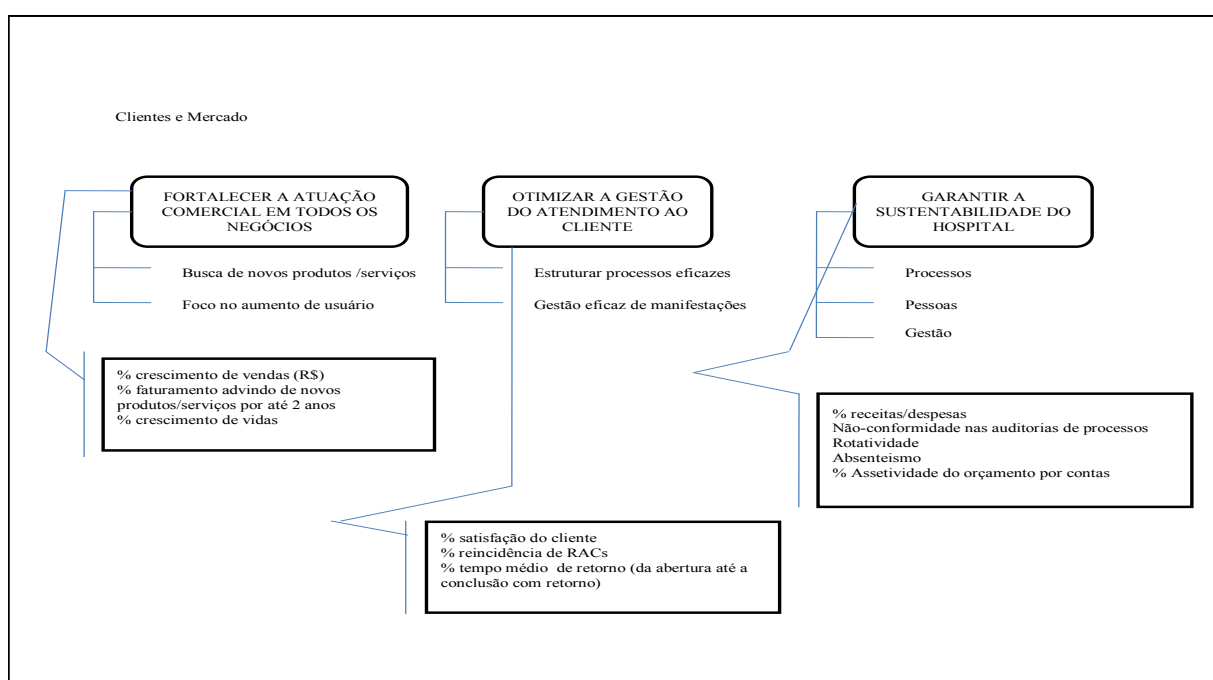 Clientes e Mercado
FORTALECER A ATUAÇÃO
COMERCIAL EM TODOS OS
NEGÓCIOS
Busca de novos produtos /serviços
Foco no aumento de usuário
% crescimento de vendas (R$)
% faturamento advindo de novos
produtos/serviços por até 2 anos
% crescimento de vidas
OTIMIZAR A GESTÃO
DO ATENDIMENTO AO
CLIENTE
Estruturar processos eficazes
Gestão eficaz de manifestações
% satisfação do cliente
% reincidência de RACs
% tempo médio de retorno (da abertura até a
conclusão com retorno)
GARANTIR A
SUSTENTABILIDADE DO
HOSPITAL
Processos
Pessoas
Gestão
% receitas/despesas
Não-conformidade nas auditorias de processos
Rotatividade
Absenteismo
% Assetividade do orçamento por contas